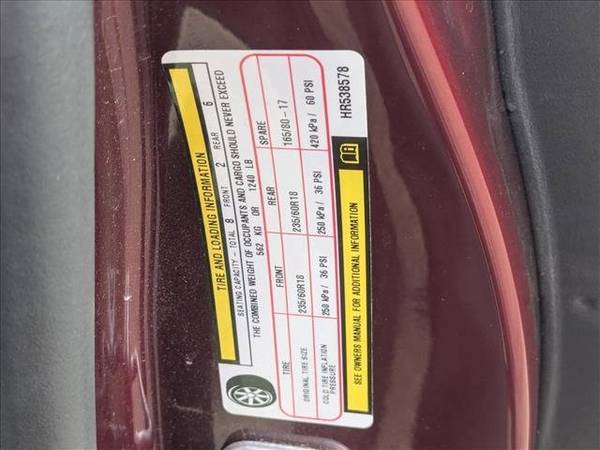 TIRE AND LOADING INFORMATION
SEATING CAPACITY - TOTAL 8 FRONT 2 REAR 6
THE COMBINED WEIGHT OF OCCUPANTS AND CARGO SHOULD NEVER EXCEED
562 KG OR 1240 LB
TIRE FRONT REAR SPARE
ORIGINAL TIRE SIZE 235/60R18 235/60R18 165/80-17
COLD TIRE INFLATION PRESSURE 250 kPa/ 36 PSI 250 kPa/ 36 PSI 420 kPa/ 60 PSI
SEE OWNERS MANUAL FOR ADDITIONAL INFORMATION
HR538578